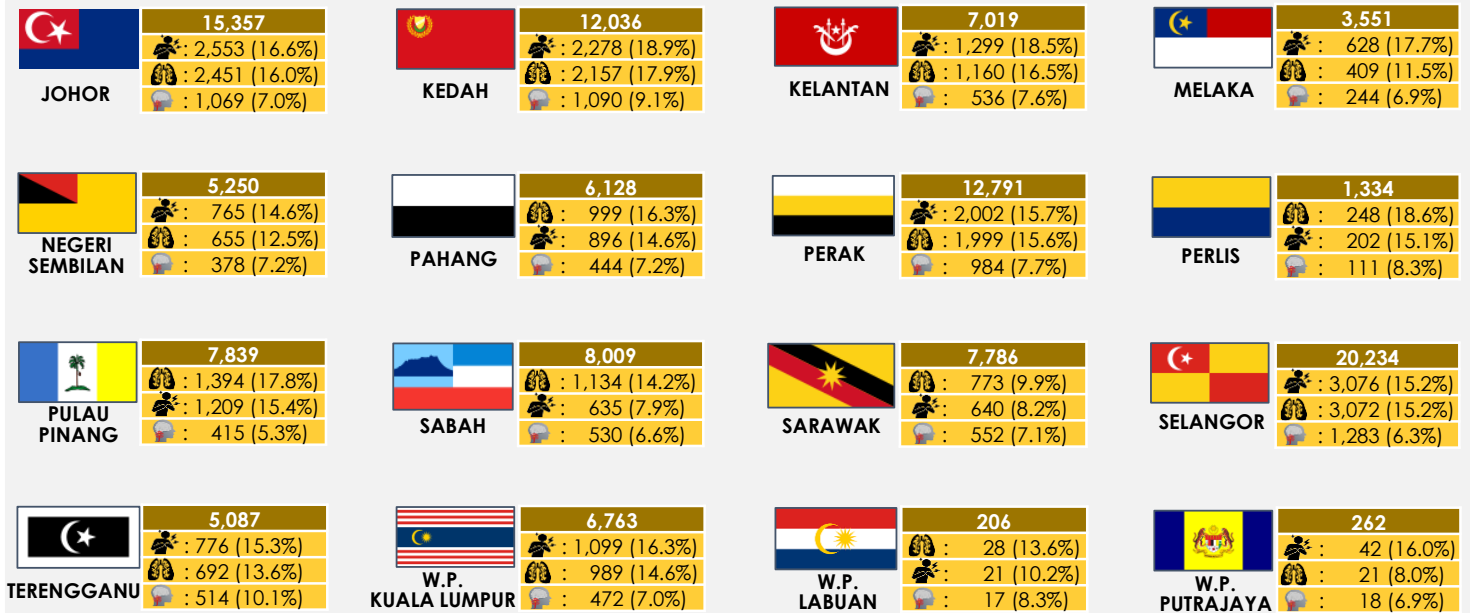 JOHOR
15,357
: 2,553 (16.6%)
: 2,451 (16.0%)
: 1,069 (7.0%)
KEDAH
12,036
: 2,278 (18.9%)
: 2,157 (17.9%)
: 1,090 (9.1%)
KELANTAN
7,019
: 1,299 (18.5%)
: 1,160 (16.5%)
: 536 (7.6%)
MELAKA
3,551
: 628 (17.7%)
: 409 (11.5%)
: 244 (6.9%)
NEGERI
SEMBILAN
5,250
: 765 (14.6%)
: 655 (12.5%)
: 378 (7.2%)
PAHANG
6,128
: 999 (16.3%)
: 896 (14.6%)
: 444 (7.2%)
PERAK
12,791
: 2,002 (15.7%)
: 1,999 (15.6%)
: 984 (7.7%)
PERLIS
1,334
: 248 (18.6%)
: 202 (15.1%)
: 111 (8.3%)
PULAU
PINANG
7,839
: 1,394 (17.8%)
: 1,209 (15.4%)
: 415 (5.3%)
SABAH
8,009
: 1,134 (14.2%)
: 635 (7.9%)
: 530 (6.6%)
SARAWAK
7,786
: 773 (9.9%)
: 640 (8.2%)
: 552 (7.1%)
SELANGOR
20,234
: 3,076 (15.2%)
: 3,072 (15.2%)
: 1,283 (6.3%)
TERENGGANU
5,087
: 776 (15.3%)
: 692 (13.6%)
: 514 (10.1%)
W.P.
KUALA LUMPUR
6,763
: 1,099 (16.3%)
: 989 (14.6%)
: 472 (7.0%)
W.P.
LABUAN
206
: 28 (13.6%)
: 21 (10.2%)
: 17 (8.3%)
W.P.
PUTRAJAYA
262
: 42 (16.0%)
: 21 (8.0%)
: 18 (6.9%)